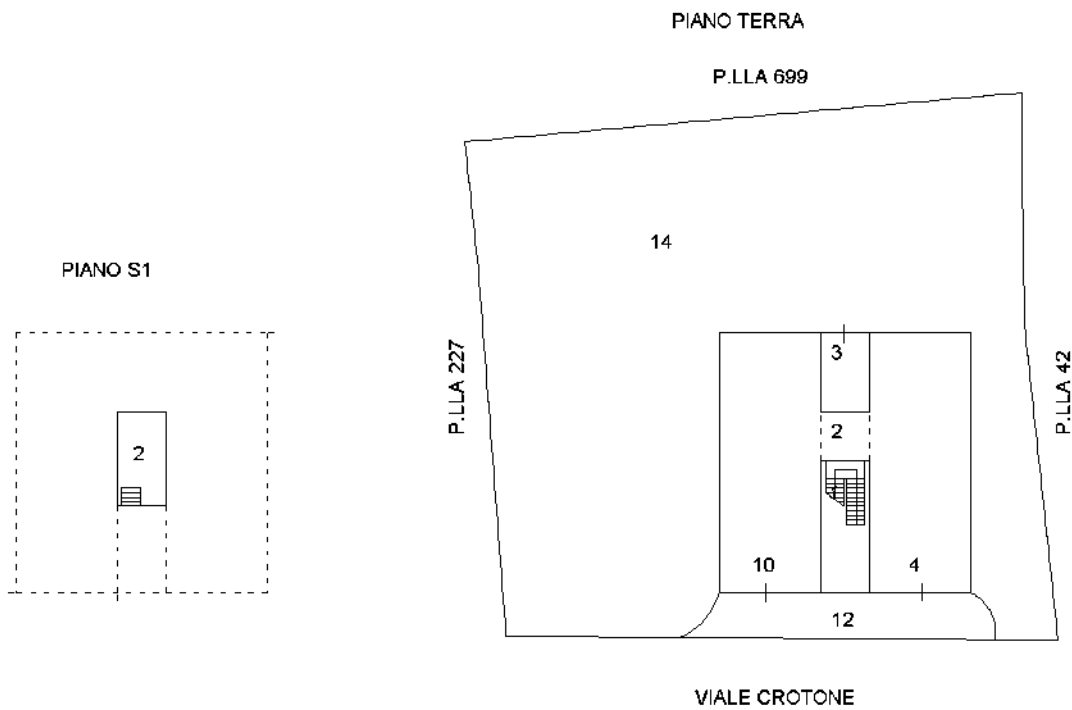 PIANO TERRA
P.LLA 699
14
PIANO S1
P.LLA 227
3
P.LLA 42
2
2
1
10
4
12
VIALE CROTONE